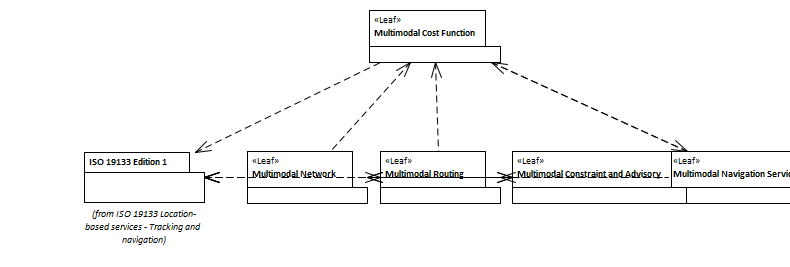 «Leaf»
Multimodal Cost Function
ISO 19133 Edition 1
«Leaf»
Multimodal Network
«Leaf»
Multimodal Routing
«Leaf»
Multimodal Constraint and Advisory
«Leaf»
Multimodal Navigation Servic
(from ISO 19133 Location-
based services - Tracking and
navigation)